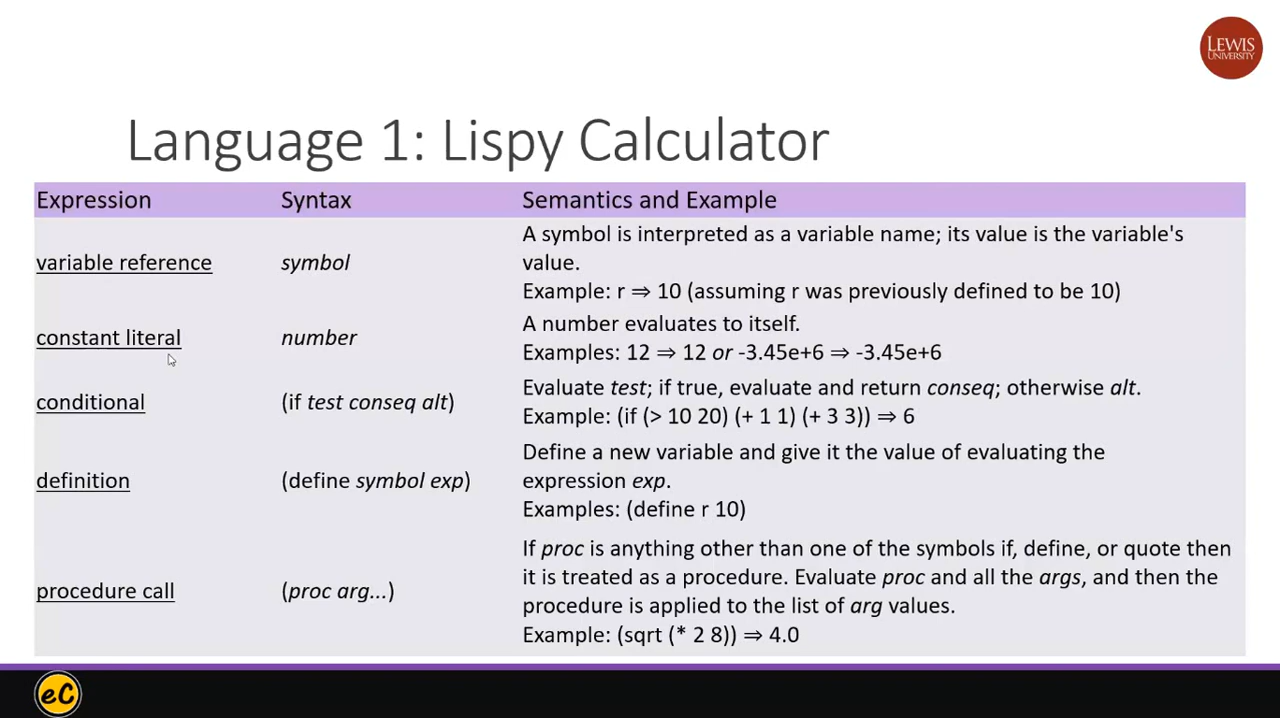 LEWIS
UNIVERSITY
Language 1: Lispy Calculator
Expression Syntax Semantics and Example
variable reference symbol A symbol is interpreted as a variable name; its value is the variable's
value.
Example: r ⇒ 10 (assuming r was previously defined to be 10)
constant literal number A number evaluates to itself.
Examples: 12 ⇒ 12 or -3.45e+6 ⇒ -3.45e+6
conditional (if test conseq alt) Evaluate test; if true, evaluate and return conseq; otherwise alt.
Example: (if (> 10 20) (+ 1 1) (+ 3 3)) ⇒ 6
definition (define symbol exp) Define a new variable and give it the value of evaluating the
expression exp.
Examples: (define r 10)
procedure call (proc arg...) If proc is anything other than one of the symbols if, define, or quote then
it is treated as a procedure. Evaluate proc and all the args, and then the
procedure is applied to the list of arg values.
Example: (sqrt (* 2 8)) ⇒ 4.0
eC